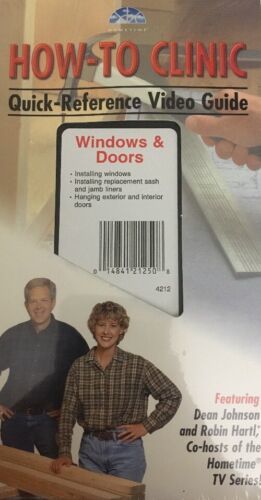 HOMETIME
HOW-TO CLINIC
Quick-Reference Video Guide
Windows &
Doors
• Installing windows
• Installing replacement sash
and jamb liners
• Hanging exterior and interior
doors
0 14841 21250 8
4212
Featuring
Dean Johnson
and Robin Hartl,
Co-hosts of the
Hometime®
TV Series!